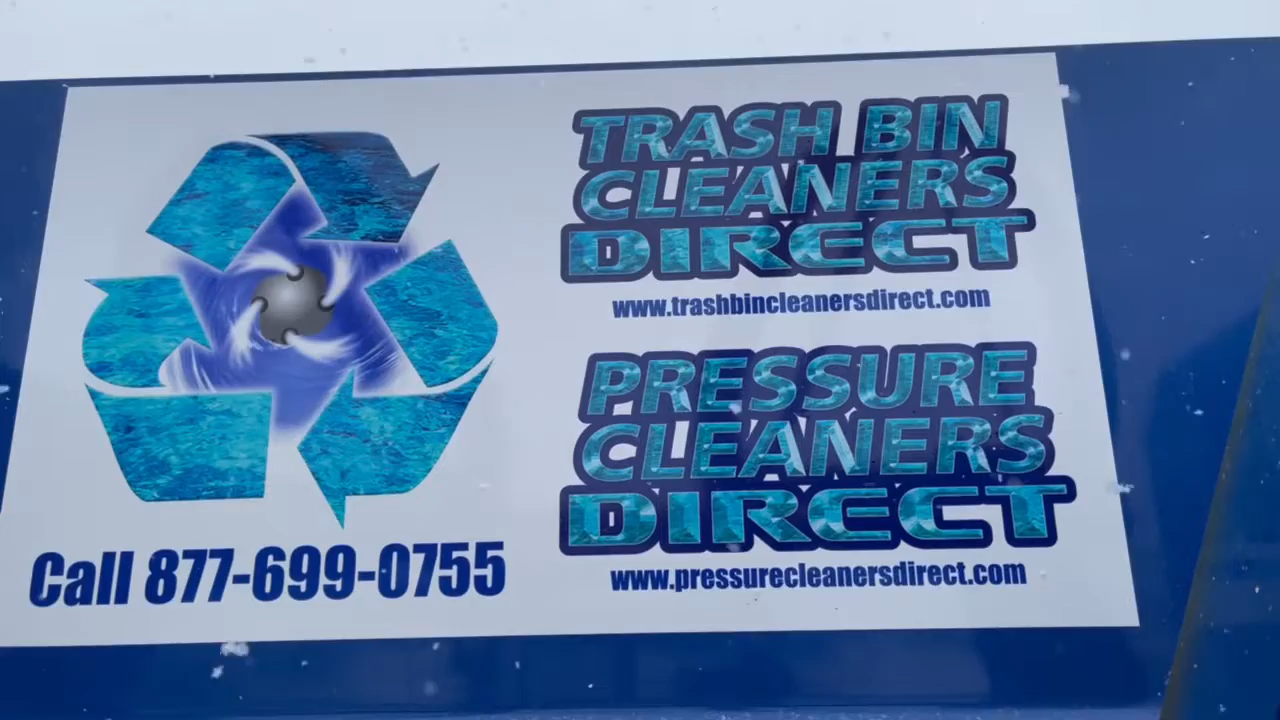 TRASH BIN
CLEANERS
DIRECT
www.trashbincleanersdirect.com
PRESSURE
CLEANERS
DIRECT
www.pressurecleanersdirect.com
Call 877-699-0755